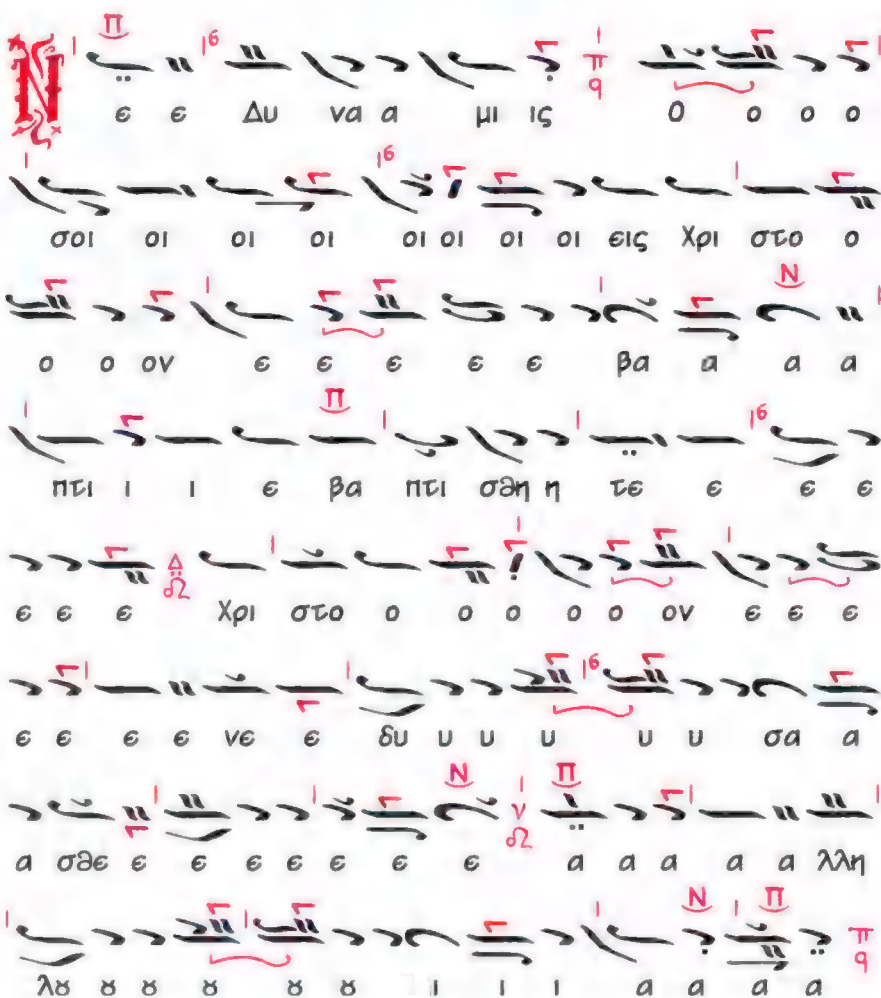 Ν ε ε Δυ να α μι ις Ο ο ο ο
σοι οι οι οι οι οι οι οι εις Χρι στο ο
ο ο ον ε ε ε ε ε βα α α α
πτι ι ι ε βα πτι σθη η τε ε ε ε
ε ε ε Χρι στο ο ο ο ο ο ον ε ε ε
ε ε ε ε νε ε δυ υ υ υ υ υ σα α
α σθε ε ε ε ε ε ε ε α α α α α λλη
λȣ ȣ ȣ ȣ ȣ ȣ ι ι ι α α α α